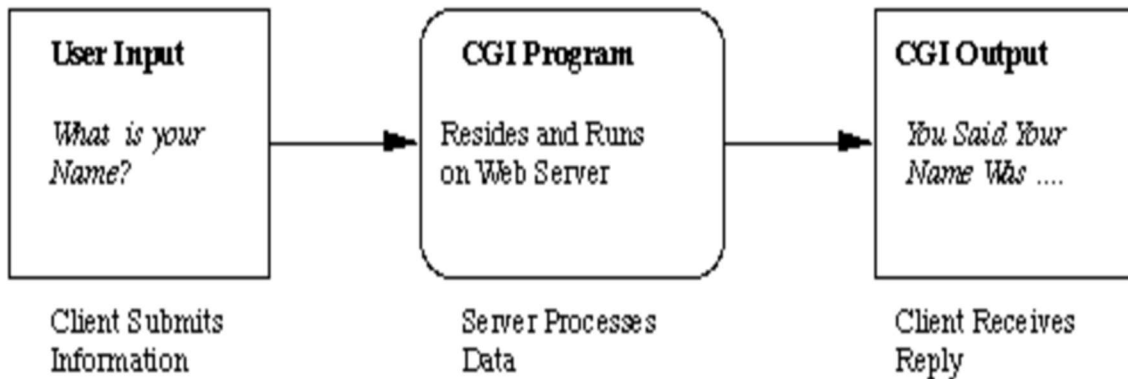 User Input
What is your
Name?
Client Submits
Information
CGI Program
Resides and Runs
on Web Server
Server Processes
Data
CGI Output
You Said Your
Name Was ....
Client Receives
Reply